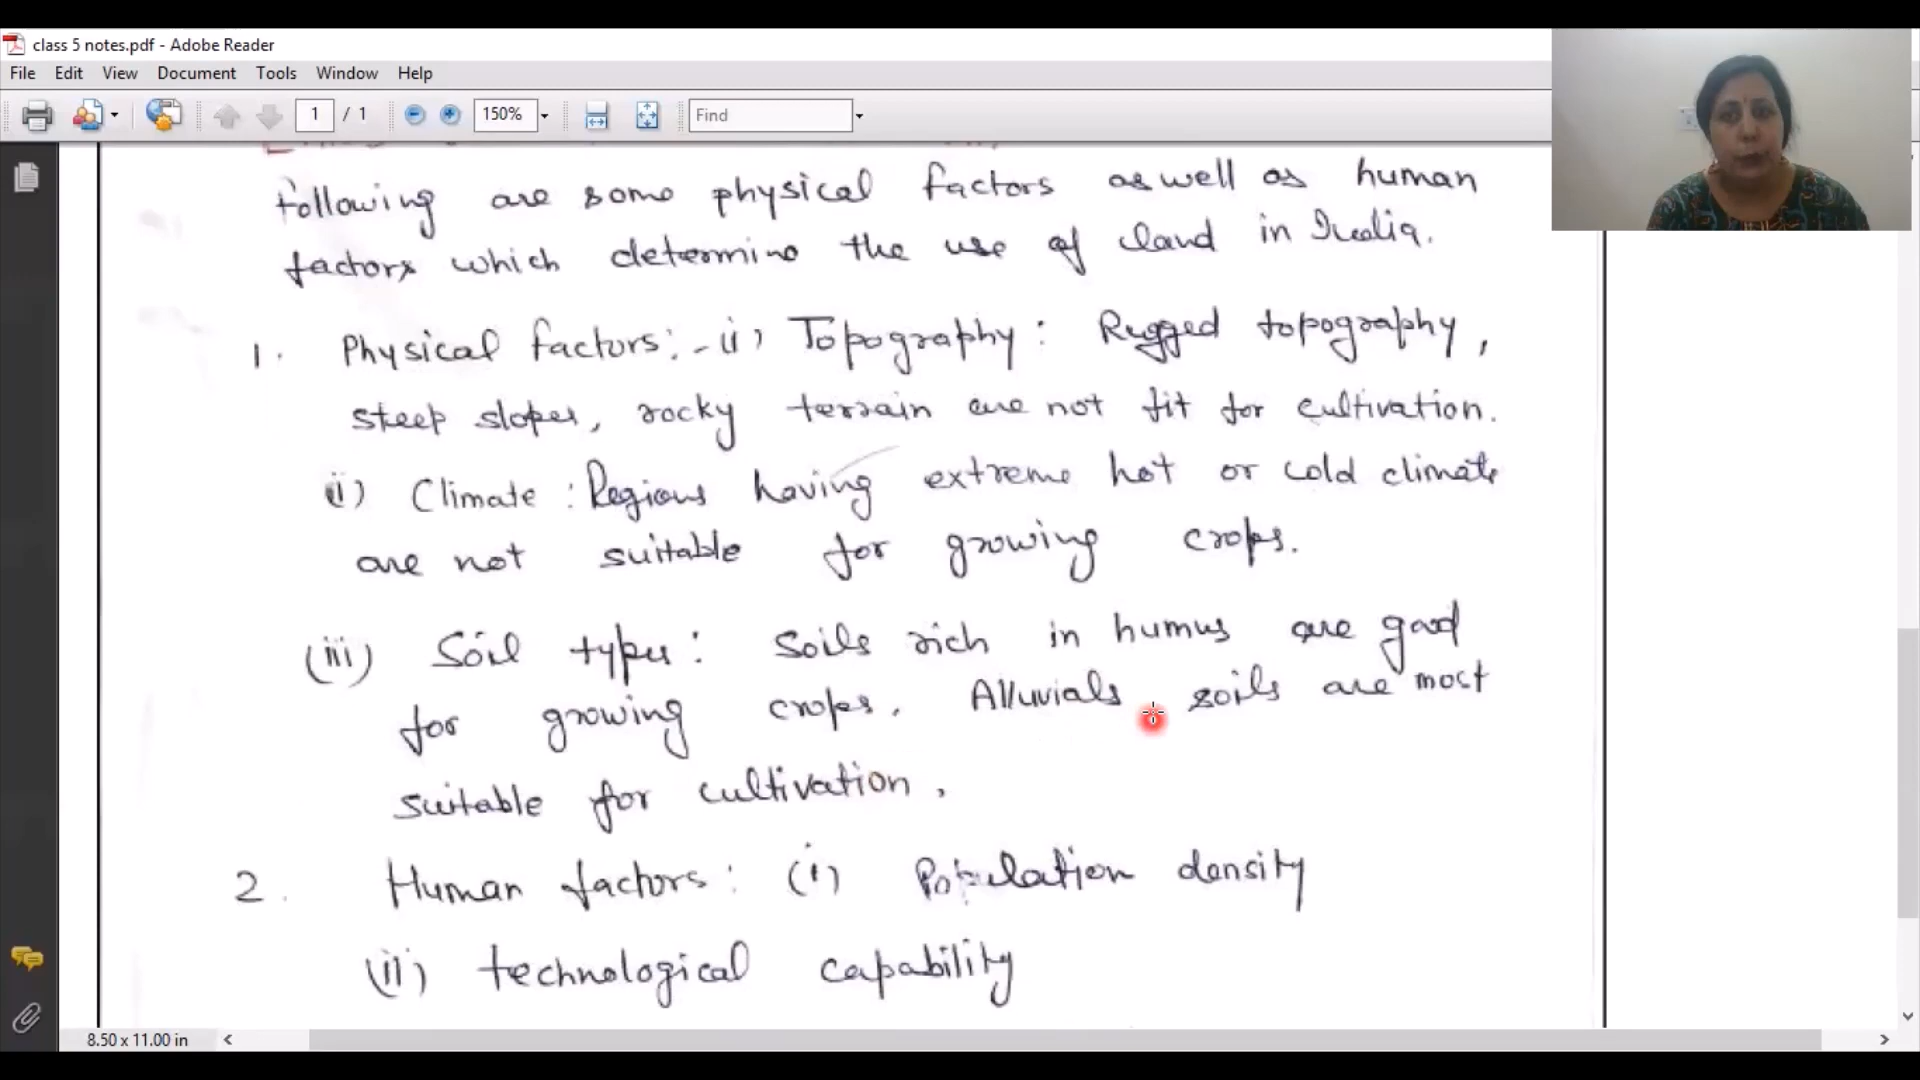 class 5 notes.pdf - Adobe Reader
File Edit View Document Tools Window Help
1 / 1 150% Find
following are some physical factors as well as human
factors which determine the use of land in India.
1. Physical factors:- (i) Topography: Rugged topography,
steep slopes, rocky terrain are not fit for cultivation.
(i) Climate: Regions having extreme hot or cold climate
are not suitable for growing crops.
(iii) Soil types: Soils rich in humus are good
for growing crops. Alluvials soils are most
suitable for cultivation.
2. Human factors: (i) Population density
(ii) technological capability
8.50 x 11.00 in